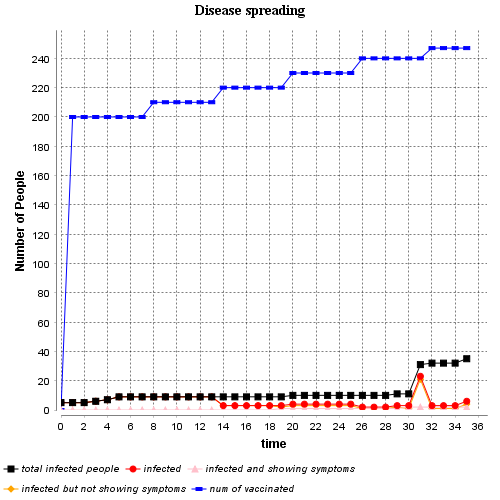 Disease spreading
Number of People
240
220
200
180
160
140
120
100
80
60
40
20
0
0 2 4 6 8 10 12 14 16 18 20 22 24 26 28 30 32 34 36
time
total infected people infected infected and showing symptoms
infected but not showing symptoms num of vaccinated